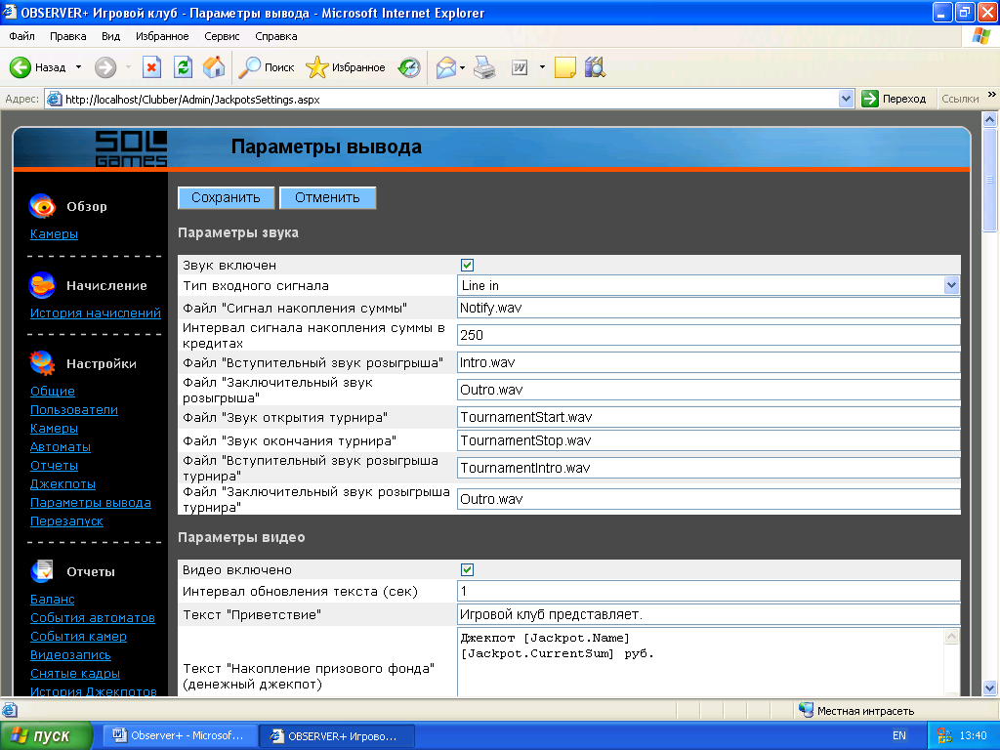 OBSERVER+ Игровой клуб - Параметры вывода - Microsoft Internet Explorer
Файл Правка Вид Избранное Сервис Справка
Назад Поиск Избранное
Адрес: http://localhost/Clubber/Admin/JackpotsSettings.aspx Переход Ссылки »
SOL GAMES
Параметры вывода
Обзор
Камеры
Начисление
История начислений
Настройки
Общие
Пользователи
Камеры
Автоматы
Отчеты
Джекпоты
Параметры вывода
Перезапуск
Отчеты
Баланс
События автоматов
События камер
Видеозапись
Снятые кадры
История Джекпотов
Сохранить Отменить
Параметры звука
Звук включен
Тип входного сигнала Line in
Файл "Сигнал накопления суммы" Notify.wav
Интервал сигнала накопления суммы в
кредитах 250
Файл "Вступительный звук розыгрыша" Intro.wav
Файл "Заключительный звук
розыгрыша" Outro.wav
Файл "Звук открытия турнира" TournamentStart.wav
Файл "Звук окончания турнира" TournamentStop.wav
Файл "Вступительный звук розыгрыша
турнира" TournamentIntro.wav
Файл "Заключительный звук розыгрыша
турнира" Outro.wav
Параметры видео
Видео включено
Интервал обновления текста (сек) 1
Текст "Приветствие" Игровой клуб представляет.
Текст "Накопление призового фонда"
(денежный джекпот)
Джекпот [Jackpot.Name]
[Jackpot.CurrentSum] руб.
Местная интрасеть
пуск Observer+ - Microsof... OBSERVER+ Игрово... EN 13:40